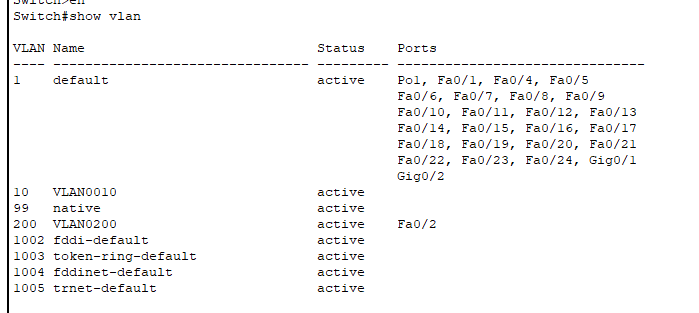 Switch>en
Switch#show vlan
VLAN Name                             Status    Ports
---- -------------------------------- --------- -------------------------------
1    default                          active    Po1, Fa0/1, Fa0/4, Fa0/5
                                                Fa0/6, Fa0/7, Fa0/8, Fa0/9
                                                Fa0/10, Fa0/11, Fa0/12, Fa0/13
                                                Fa0/14, Fa0/15, Fa0/16, Fa0/17
                                                Fa0/18, Fa0/19, Fa0/20, Fa0/21
                                                Fa0/22, Fa0/23, Fa0/24, Gig0/1
                                                Gig0/2
10   VLAN0010                         active
99   native                           active
200  VLAN0200                         active    Fa0/2
1002 fddi-default                     active
1003 token-ring-default               active
1004 fddinet-default                  active
1005 trnet-default                    active